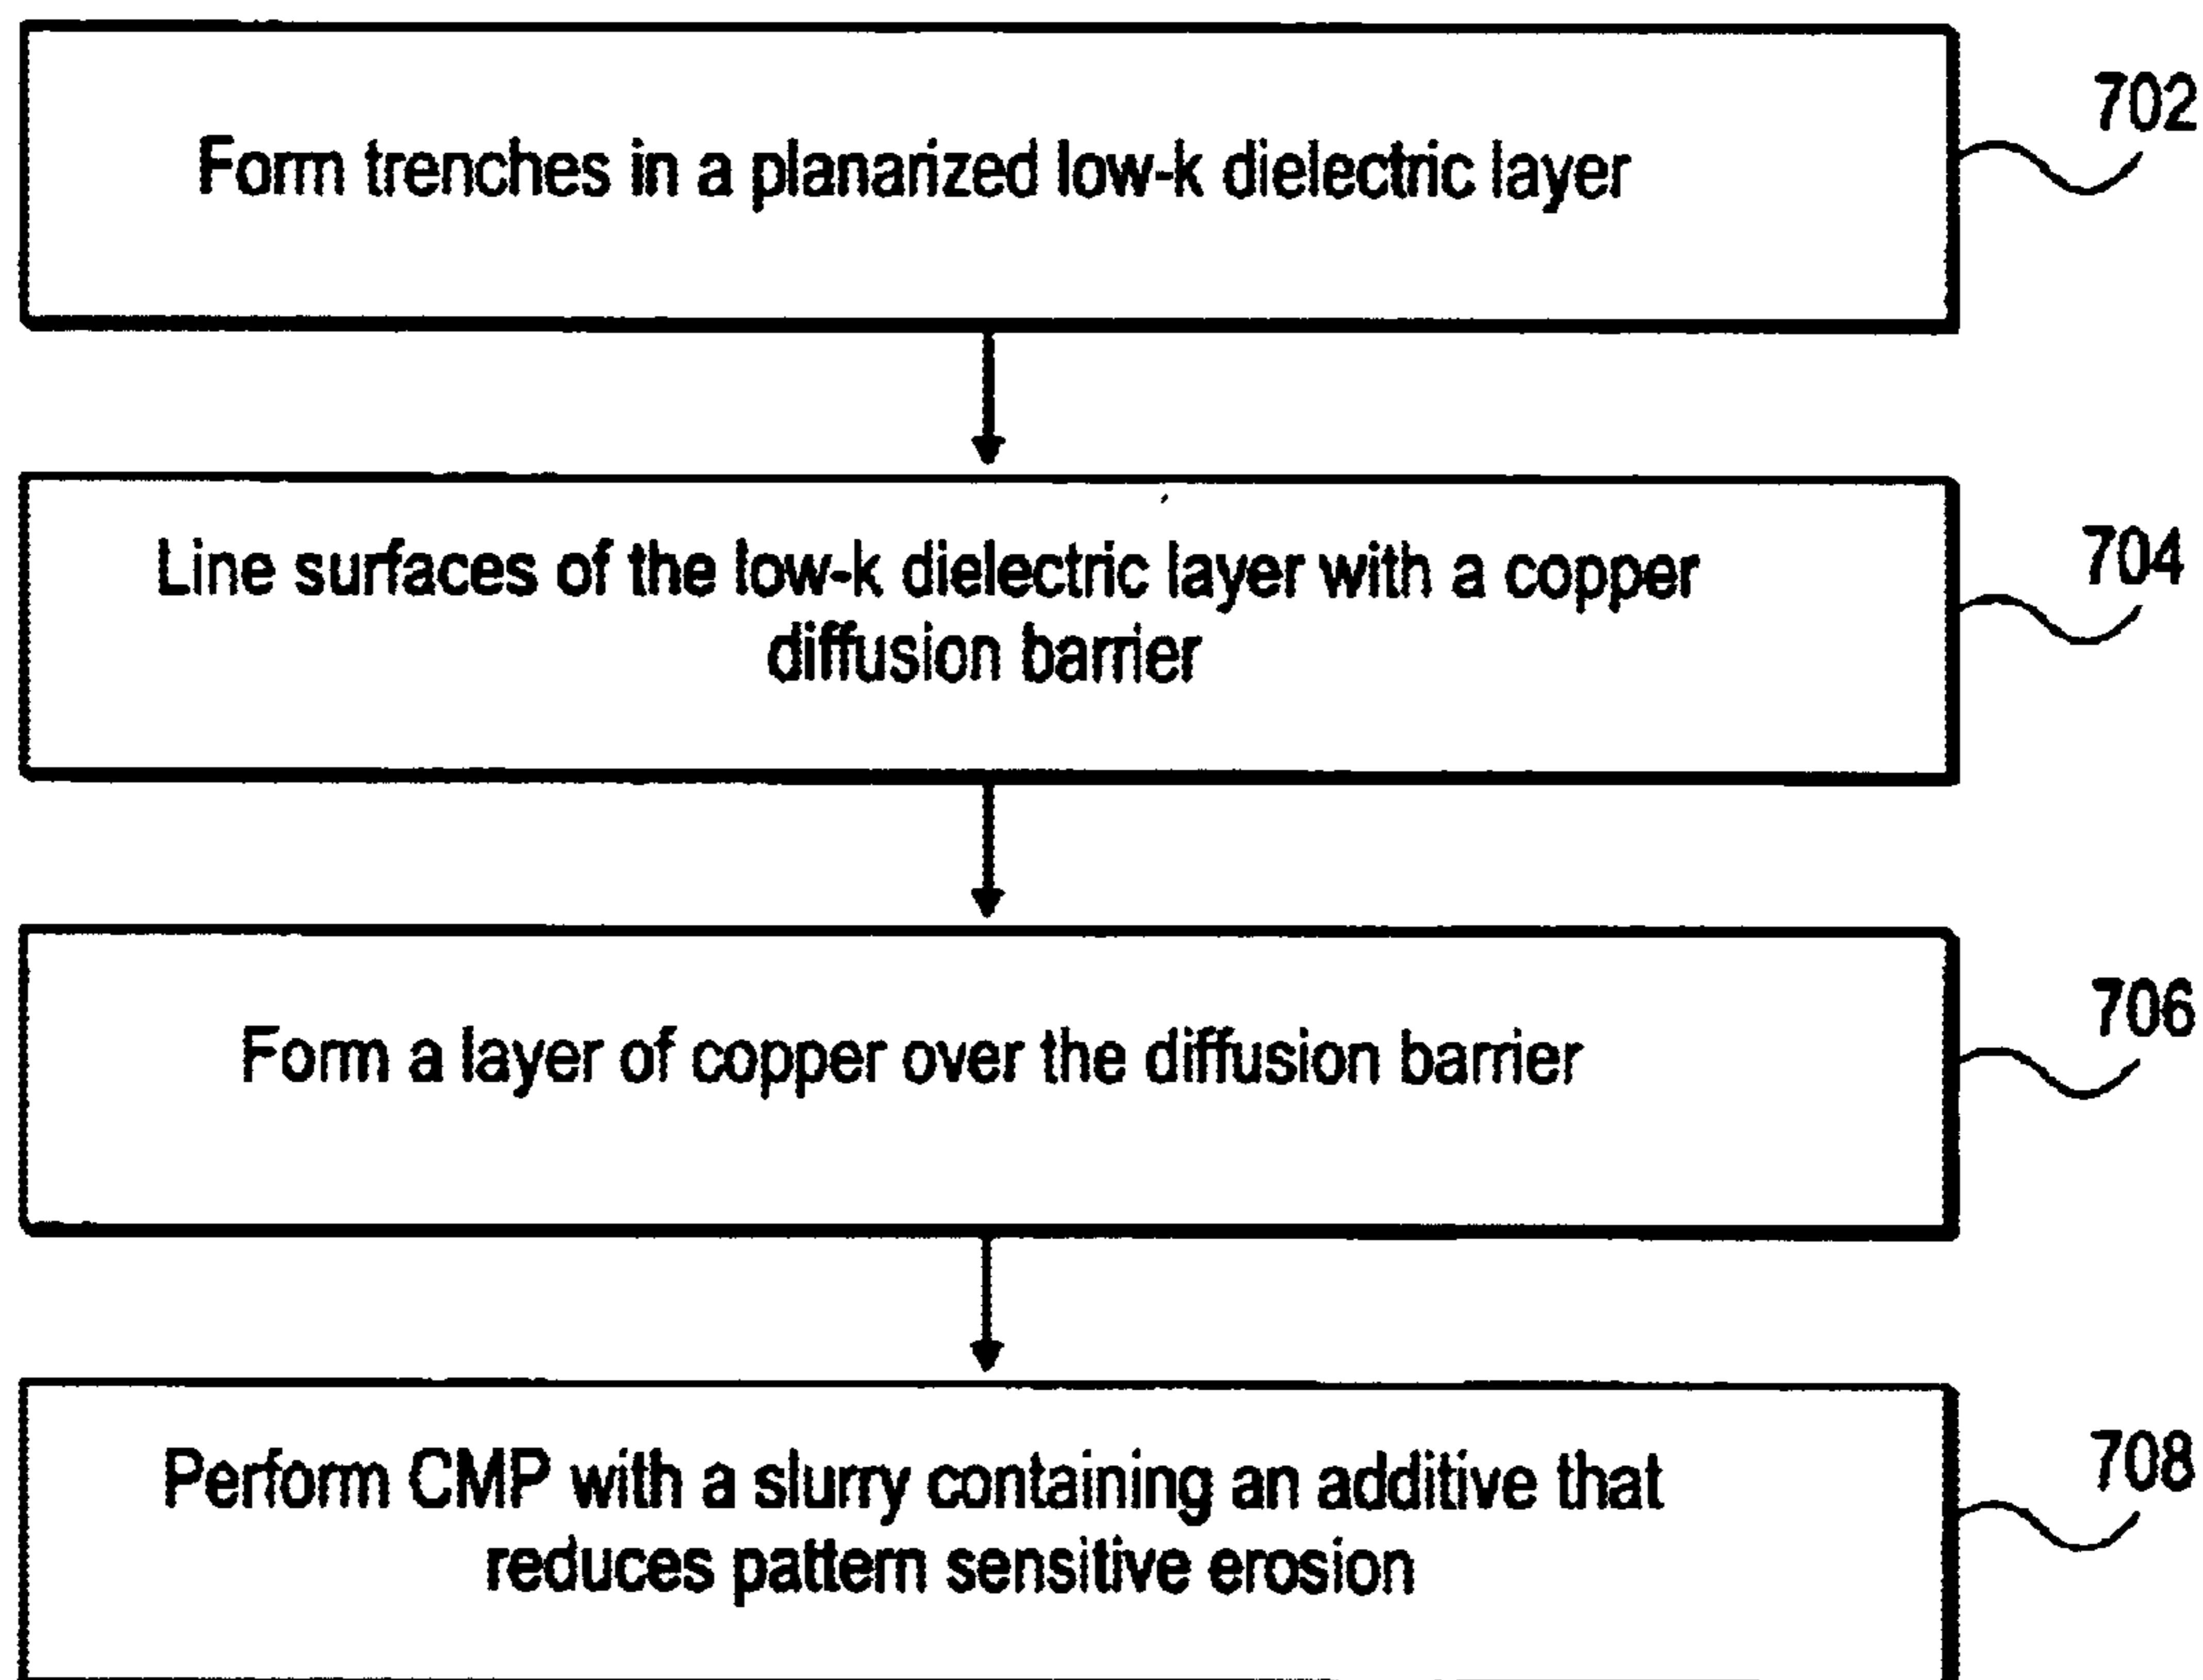 Form trenches in a planarized low-k dielectric layer
702
Line surfaces of the low-k dielectric layer with a copper
diffusion barrier
704
Form a layer of copper over the diffusion barrier
706
Perform CMP with a slurry containing an additive that
reduces pattern sensitive erosion
708